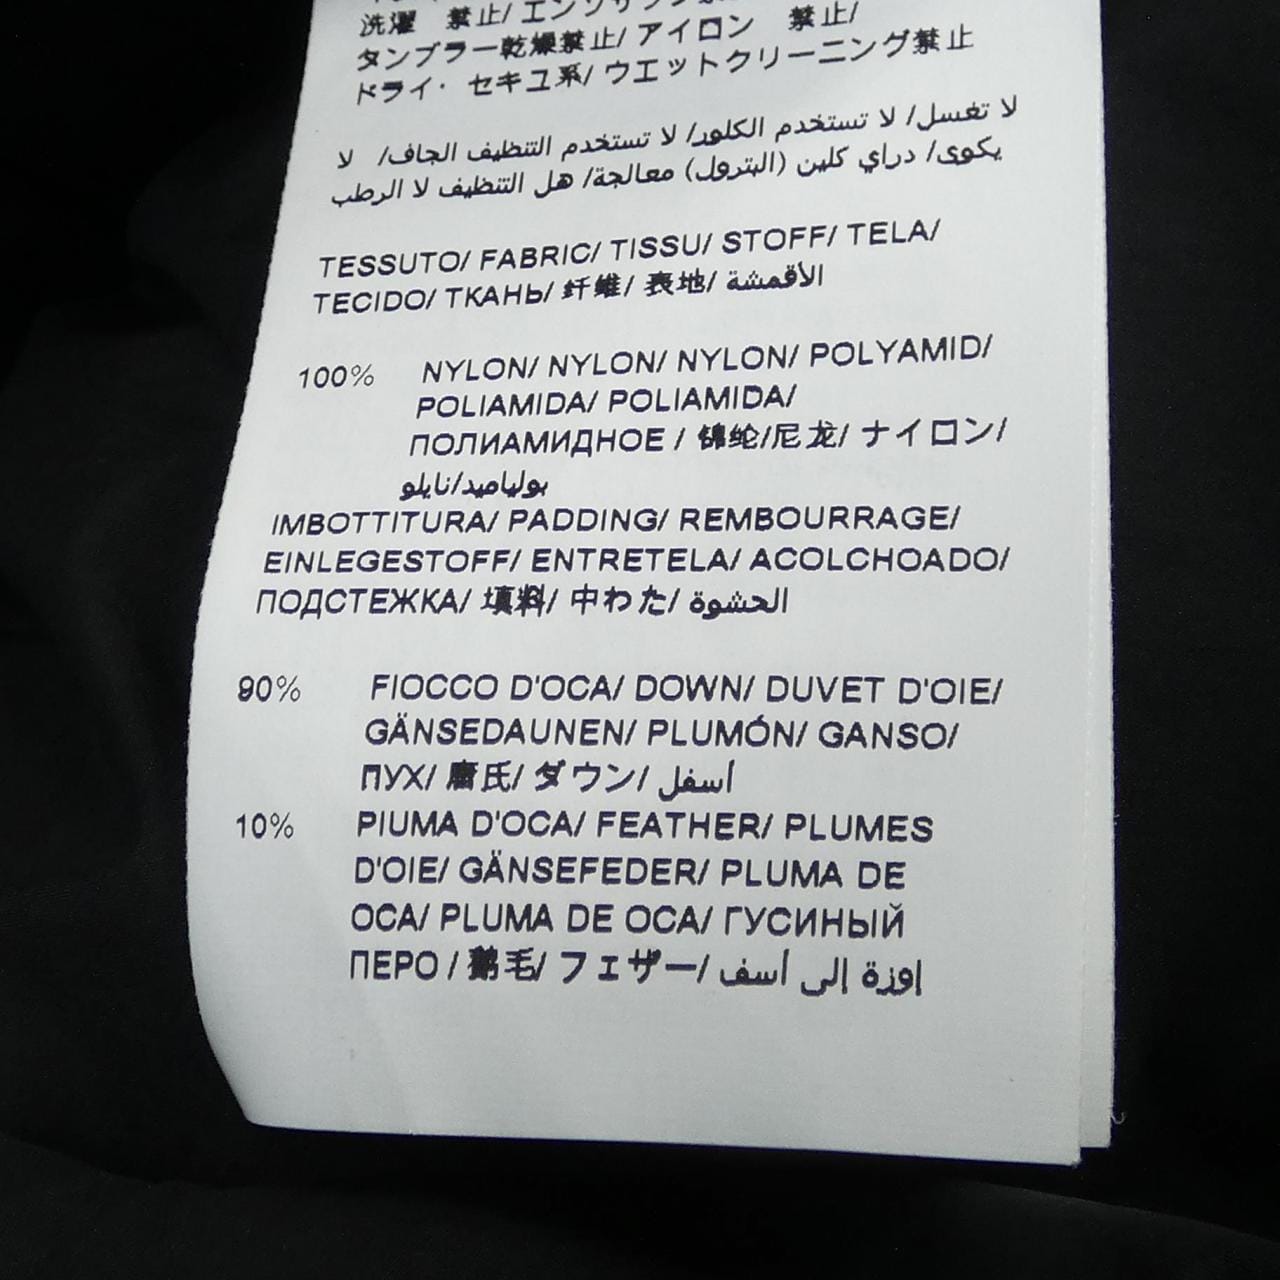 洗濯 禁止/ エンソサッ
タンブラー乾燥禁止/ アイロン 禁止/
ドライ・セキユ系/ ウエットクリーニング禁止
لا تغسل/ لا تستخدم الكلور/ لا تستخدم التنظيف الجاف/ لا
يكوى/ دراي كلين (البترول) معالجة/ هل التنظيف لا الرطب
TESSUTO/ FABRIC/ TISSU/ STOFF/ TELA/
TECIDO/ ТКАНЬ/ 纤維/ 表地/ الأقمشة
100% NYLON/ NYLON/ NYLON/ POLYAMID/
POLIAMIDA/ POLIAMIDA/
ПОЛИАМИДНОЕ / 锦纶/尼龙/ ナイロン/
بولياميد/نايلو
IMBOTTITURA/ PADDING/ REMBOURRAGE/
EINLEGESTOFF/ ENTRETELA/ ACOLCHOADO/
ПОДСТЕЖКА/ 填料/ 中わた/ الحشوة
90% FIOCCO D'OCA/ DOWN/ DUVET D'OIE/
GÄNSEDAUNEN/ PLUMÓN/ GANSO/
ПУХ/ 唐氏/ ダウン/ أسفل
10% PIUMA D'OCA/ FEATHER/ PLUMES
D'OIE/ GÄNSEFEDER/ PLUMA DE
OCA/ PLUMA DE OCA/ ГУСИНЫЙ
ПЕРО / 鹅毛/ フェザー/ إوزة إلى أسف